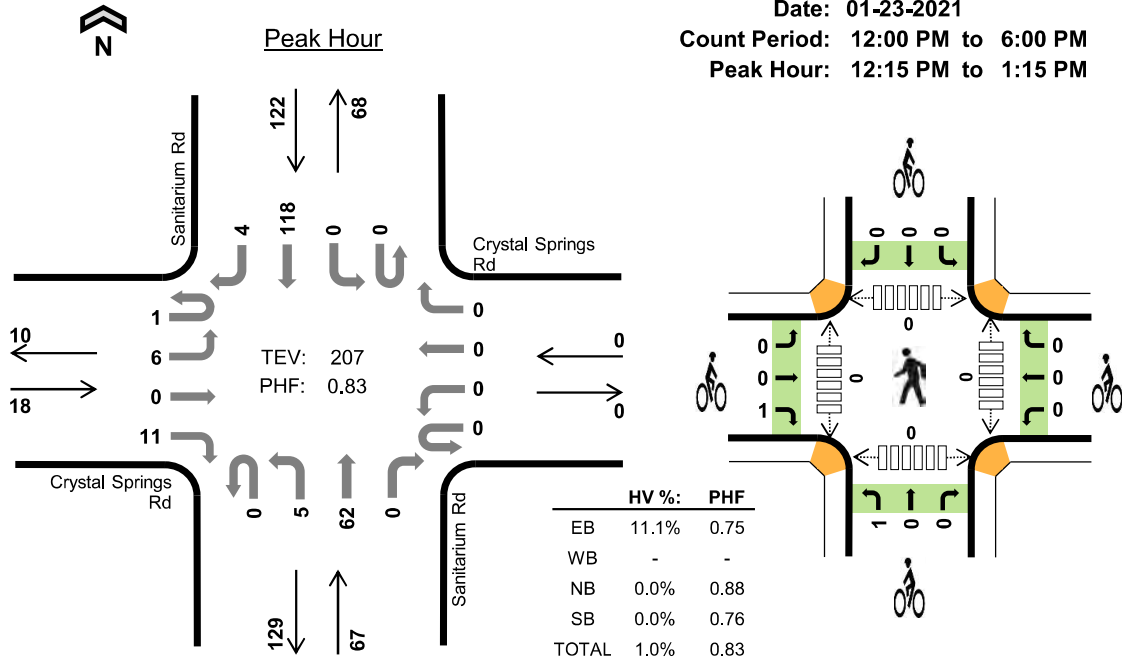 Date: 01-23-2021
Count Period: 12:00 PM to 6:00 PM
Peak Hour: 12:15 PM to 1:15 PM
N
Peak Hour
122
68
Sanitarium Rd
4
118
0
0
Crystal Springs
Rd
1
6
0
11
10
18
TEV: 207
PHF: 0.83
0
0
0
0
0
0
Crystal Springs
Rd
0
5
62
0
Sanitarium Rd
129
67
HV %: PHF
EB 11.1% 0.75
WB - -
NB 0.0% 0.88
SB 0.0% 0.76
TOTAL 1.0% 0.83
0 0 0
0
0
0
1
0
0
0
0
0
0
0
1 0 0